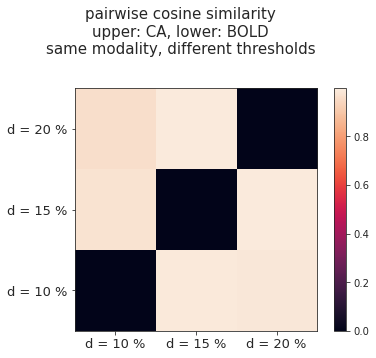 pairwise cosine similarity
upper: CA, lower: BOLD
same modality, different thresholds
d = 20 %
d = 15 %
d = 10 %
d = 10 % d = 15 % d = 20 %
0.8
0.6
0.4
0.2
0.0